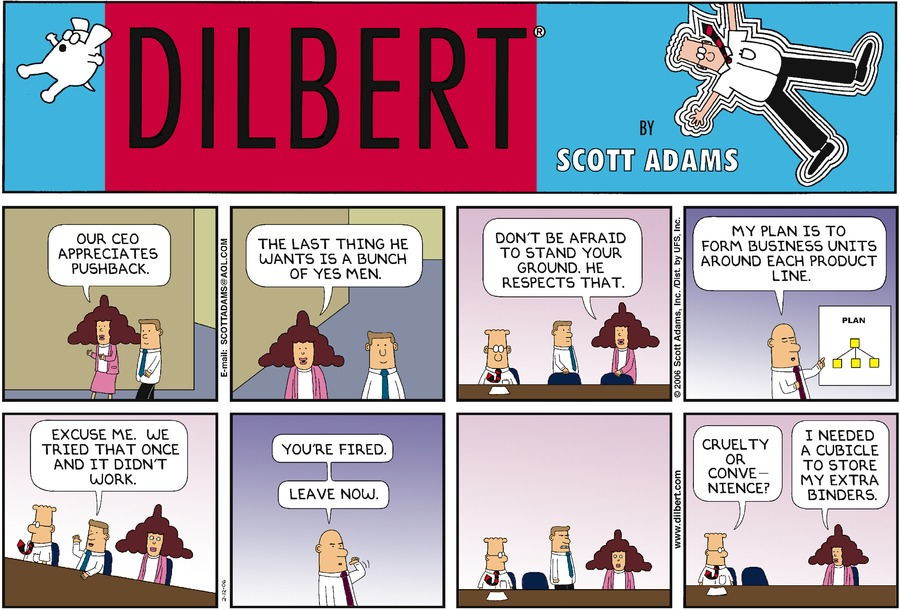 DILBERT®
BY
SCOTT ADAMS
OUR CEO
APPRECIATES
PUSHBACK.
E-mail: SCOTTADAMS@AOL.COM
THE LAST THING HE
WANTS IS A BUNCH
OF YES MEN.
DON'T BE AFRAID
TO STAND YOUR
GROUND. HE
RESPECTS THAT.
© 2006 Scott Adams, Inc./Dist. by UFS, Inc.
MY PLAN IS TO
FORM BUSINESS UNITS
AROUND EACH PRODUCT
LINE.
PLAN
EXCUSE ME. WE
TRIED THAT ONCE
AND IT DIDN'T
WORK.
2-12-06
YOU'RE FIRED.
LEAVE NOW.
www.dilbert.com
CRUELTY
OR
CONVE-
NIENCE?
I NEEDED
A CUBICLE
TO STORE
MY EXTRA
BINDERS.